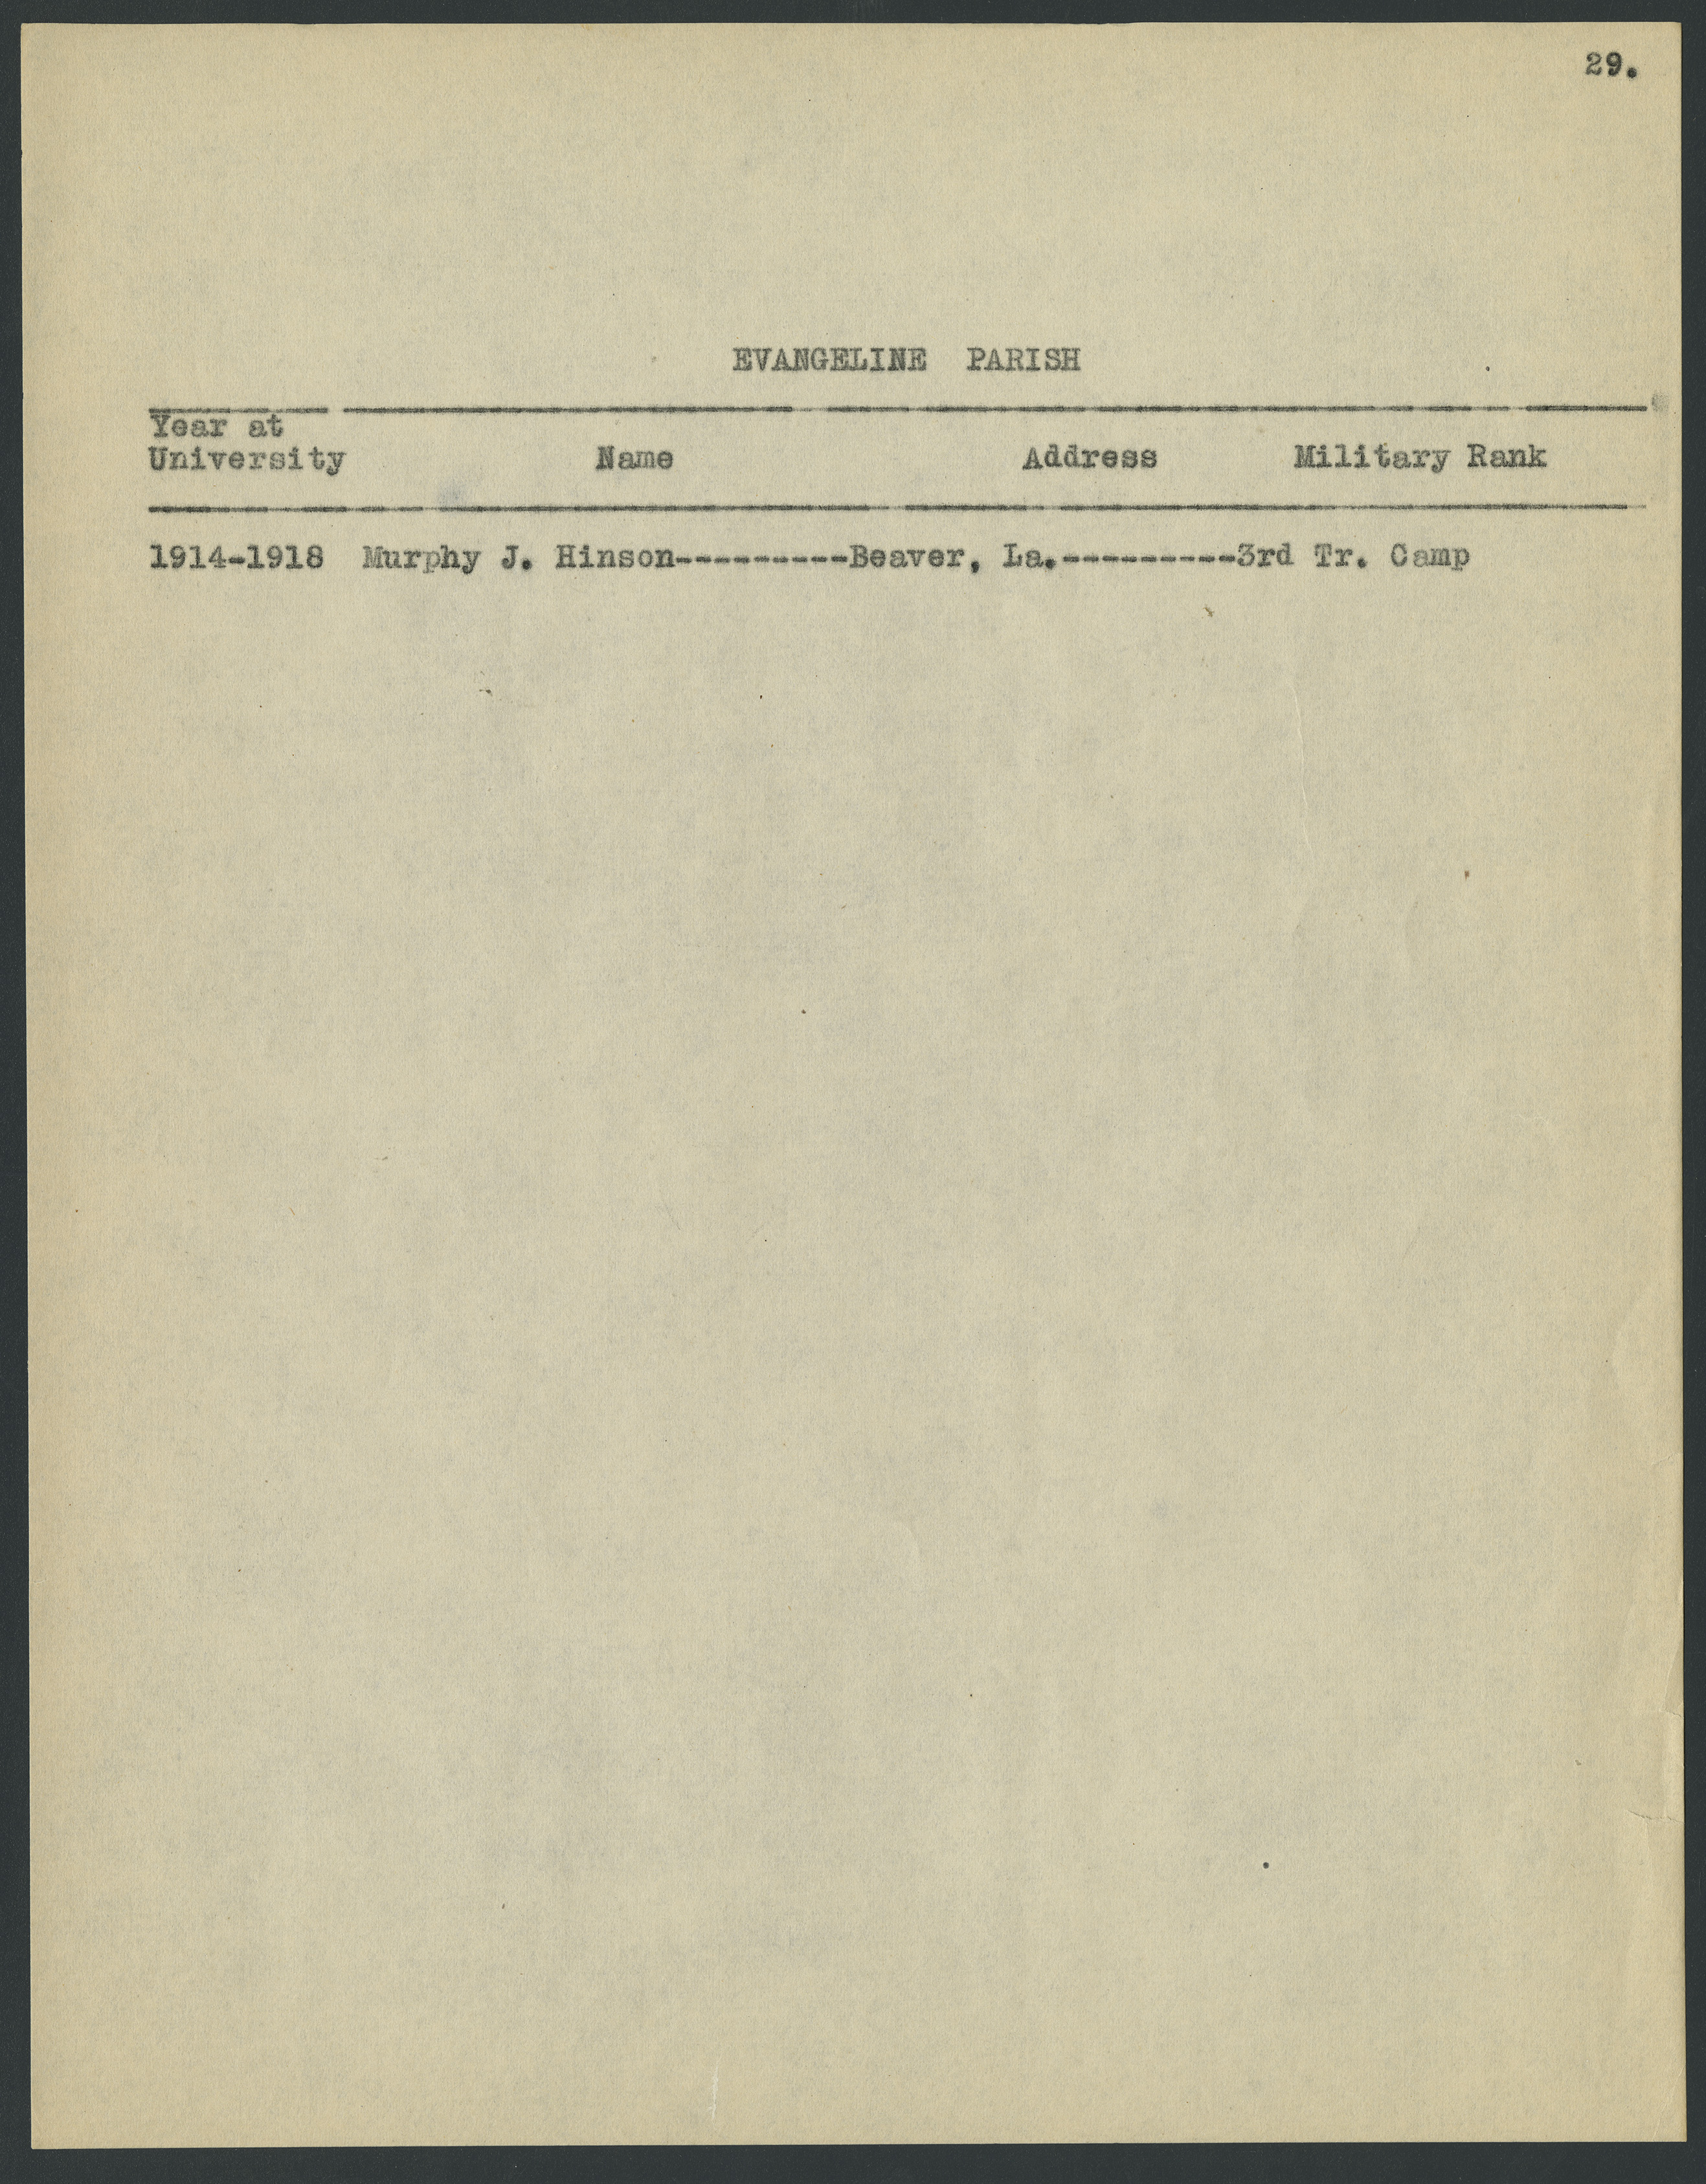 29.
EVANGELINE PARISH
Year at
University Name Address Military Rank
1914-1918 Murphy J. Hinson---------Beaver, La.---------3rd Tr. Camp